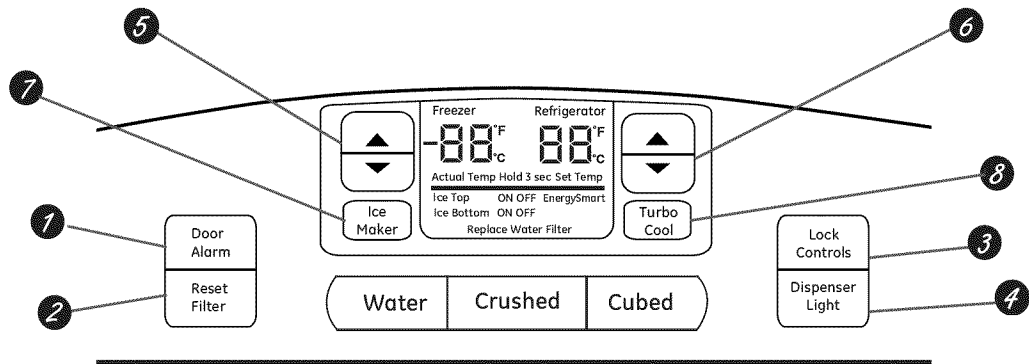 5
6
7
Freezer Refrigerator
-88°F 88°F
°C °C
Actual Temp Hold 3 sec Set Temp
Ice Top ON OFF EnergySmart
Ice Bottom ON OFF
Replace Water Filter
Ice
Maker
Turbo
Cool
8
1
Door
Alarm
Reset
Filter
2
Lock
Controls
3
Dispenser
Light
4
Water Crushed Cubed